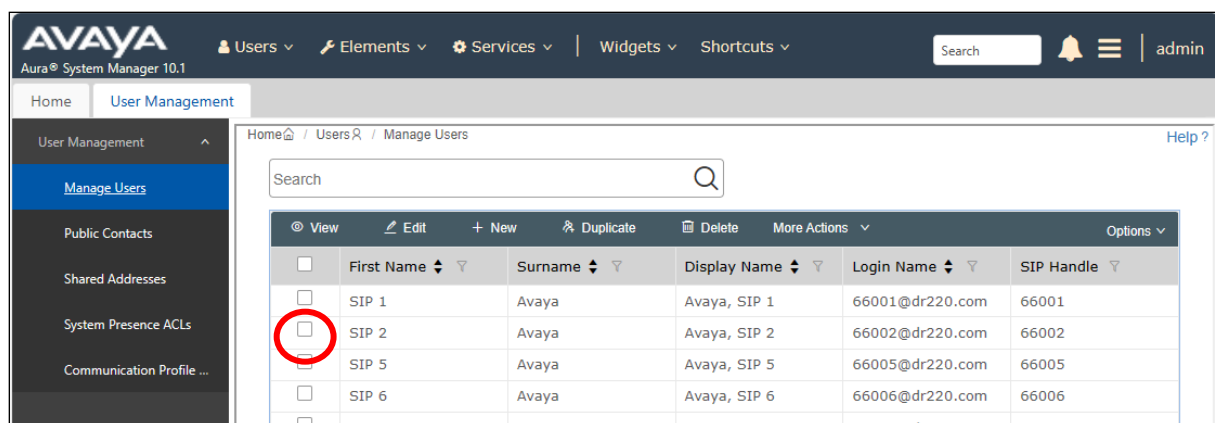 AVAYA
Aura® System Manager 10.1
Users Elements Services | Widgets Shortcuts Search admin
Home User Management
User Management
Manage Users
Public Contacts
Shared Addresses
System Presence ACLs
Communication Profile ...
Home / Users / Manage Users Help ?
Search
View Edit + New Duplicate Delete More Actions Options
First Name Surname Display Name Login Name SIP Handle
SIP 1 Avaya Avaya, SIP 1 66001@dr220.com 66001
SIP 2 Avaya Avaya, SIP 2 66002@dr220.com 66002
SIP 5 Avaya Avaya, SIP 5 66005@dr220.com 66005
SIP 6 Avaya Avaya, SIP 6 66006@dr220.com 66006